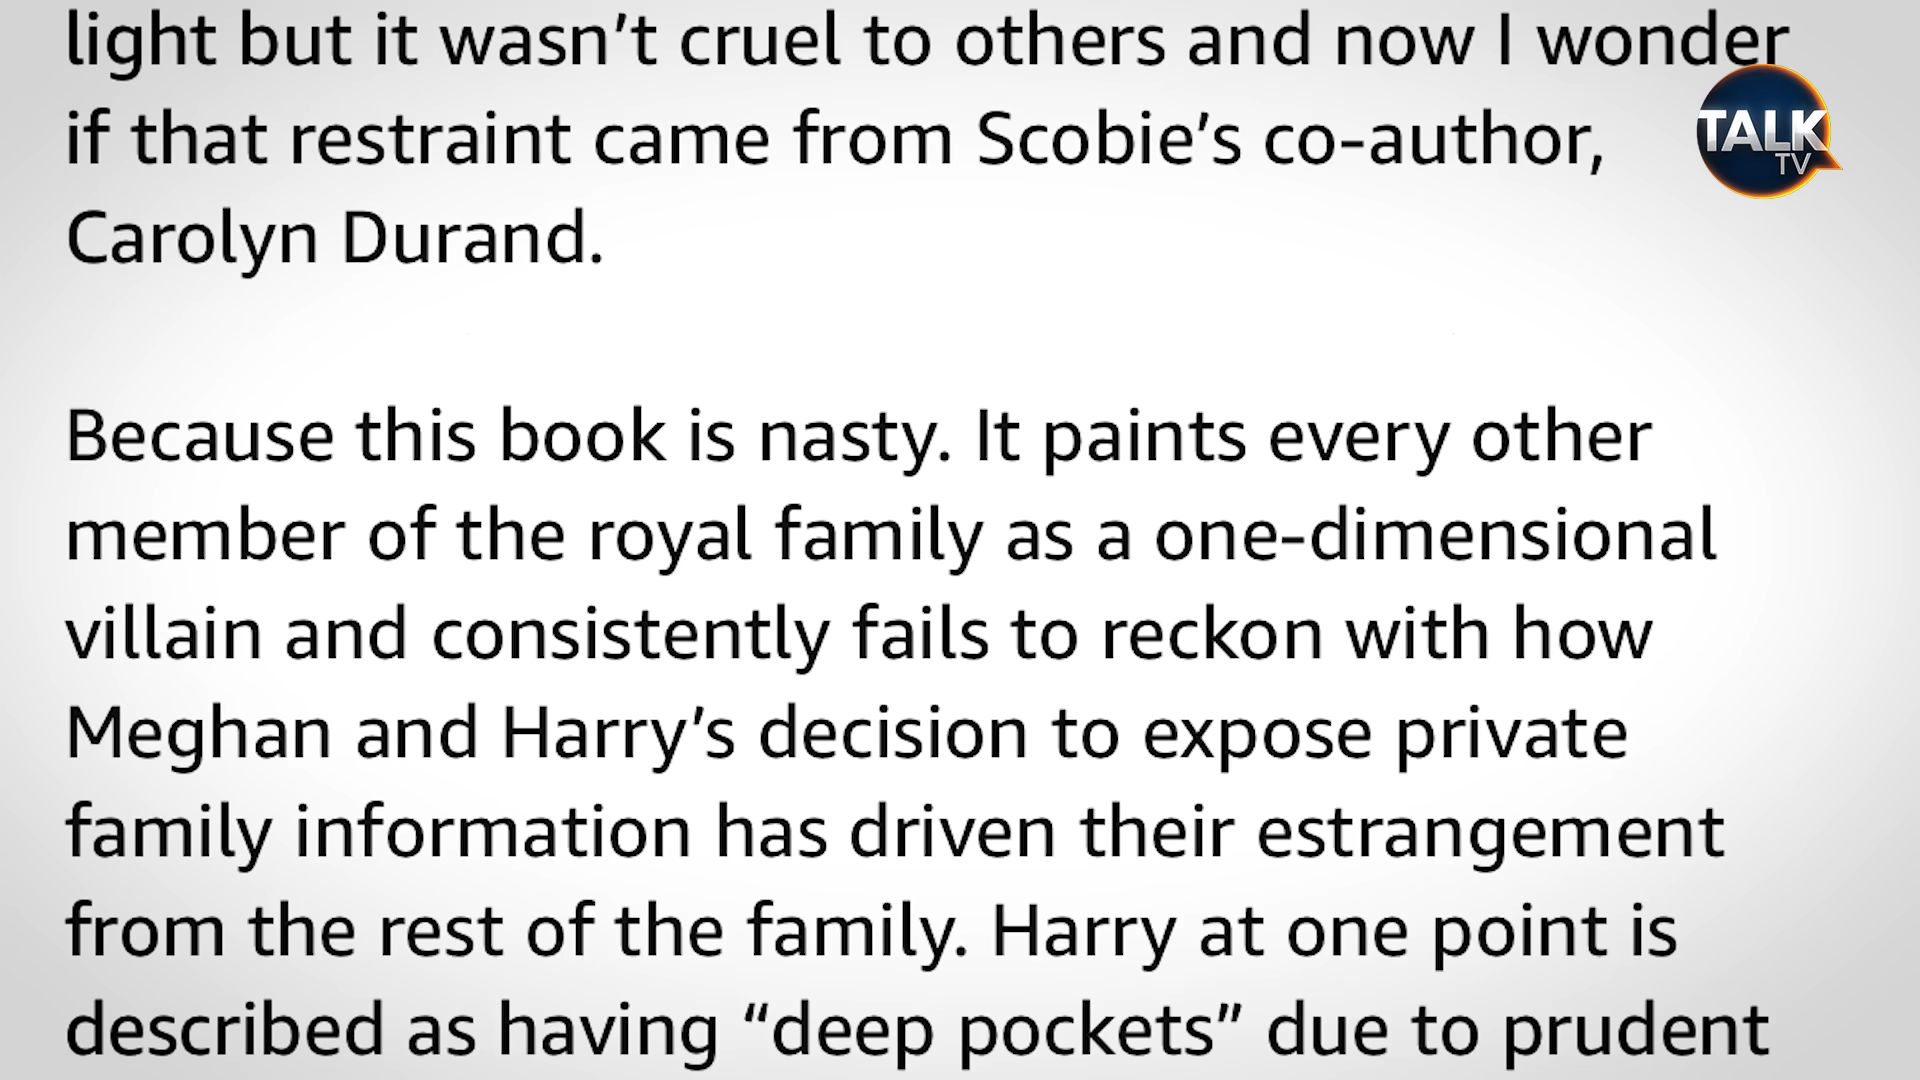 light but it wasn’t cruel to others and now I wonder
if that restraint came from Scobie’s co-author,
Carolyn Durand.
Because this book is nasty. It paints every other
member of the royal family as a one-dimensional
villain and consistently fails to reckon with how
Meghan and Harry’s decision to expose private
family information has driven their estrangement
from the rest of the family. Harry at one point is
described as having “deep pockets” due to prudent
TALK
TV